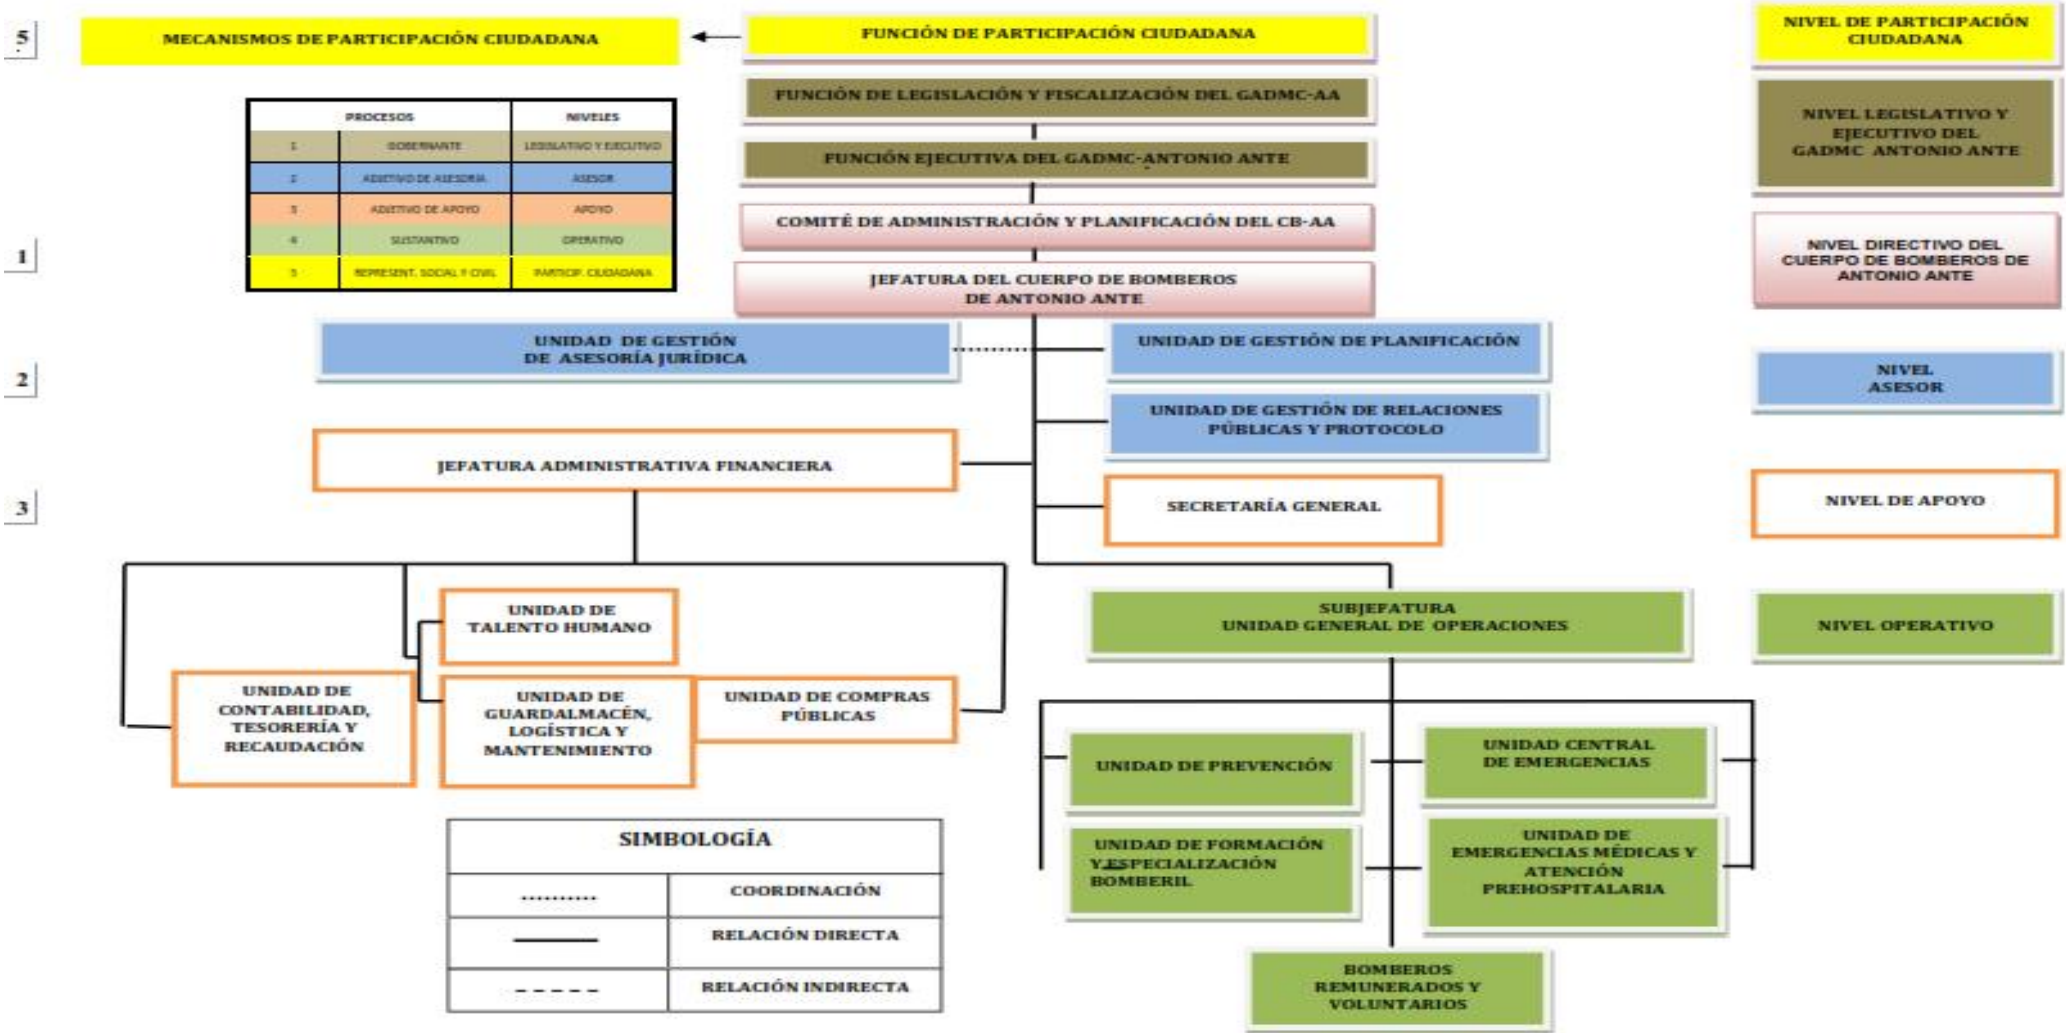 5
MECANISMOS DE PARTICIPACIÓN CIUDADANA
FUNCIÓN DE PARTICIPACIÓN CIUDADANA
NIVEL DE PARTICIPACIÓN
CIUDADANA
FUNCIÓN DE LEGISLACIÓN Y FISCALIZACIÓN DEL GADMC-AA
FUNCIÓN EJECUTIVA DEL GADMC-ANTONIO ANTE
NIVEL LEGISLATIVO Y
EJECUTIVO DEL
GADMC ANTONIO ANTE
PROCESOS NIVELES
1 GOBERNANTE LEGISLATIVO Y EJECUTIVO
2 ADJETIVO DE ASESORIA ASESOR
3 ADJETIVO DE APOYO APOYO
4 SUSTANTIVO OPERATIVO
5 REPRESENT. SOCIAL Y CIVIL PARTICIP. CIUDADANA
1
COMITÉ DE ADMINISTRACIÓN Y PLANIFICACIÓN DEL CB-AA
JEFATURA DEL CUERPO DE BOMBEROS
DE ANTONIO ANTE
NIVEL DIRECTIVO DEL
CUERPO DE BOMBEROS DE
ANTONIO ANTE
2
UNIDAD DE GESTIÓN
DE ASESORÍA JURÍDICA
UNIDAD DE GESTIÓN DE PLANIFICACIÓN
UNIDAD DE GESTIÓN DE RELACIONES
PÚBLICAS Y PROTOCOLO
NIVEL
ASESOR
3
JEFATURA ADMINISTRATIVA FINANCIERA
SECRETARÍA GENERAL
NIVEL DE APOYO
UNIDAD DE
TALENTO HUMANO
UNIDAD DE
CONTABILIDAD,
TESORERÍA Y
RECAUDACIÓN
UNIDAD DE
GUARDALMACÉN,
LOGÍSTICA Y
MANTENIMIENTO
UNIDAD DE COMPRAS
PÚBLICAS
SUBJEFATURA
UNIDAD GENERAL DE OPERACIONES
NIVEL OPERATIVO
UNIDAD DE PREVENCIÓN
UNIDAD CENTRAL
DE EMERGENCIAS
UNIDAD DE FORMACIÓN
Y ESPECIALIZACIÓN
BOMBERIL
UNIDAD DE
EMERGENCIAS MÉDICAS Y
ATENCIÓN
PREHOSPITALARIA
BOMBEROS
REMUNERADOS Y
VOLUNTARIOS
SIMBOLOGÍA
COORDINACIÓN
RELACIÓN DIRECTA
RELACIÓN INDIRECTA